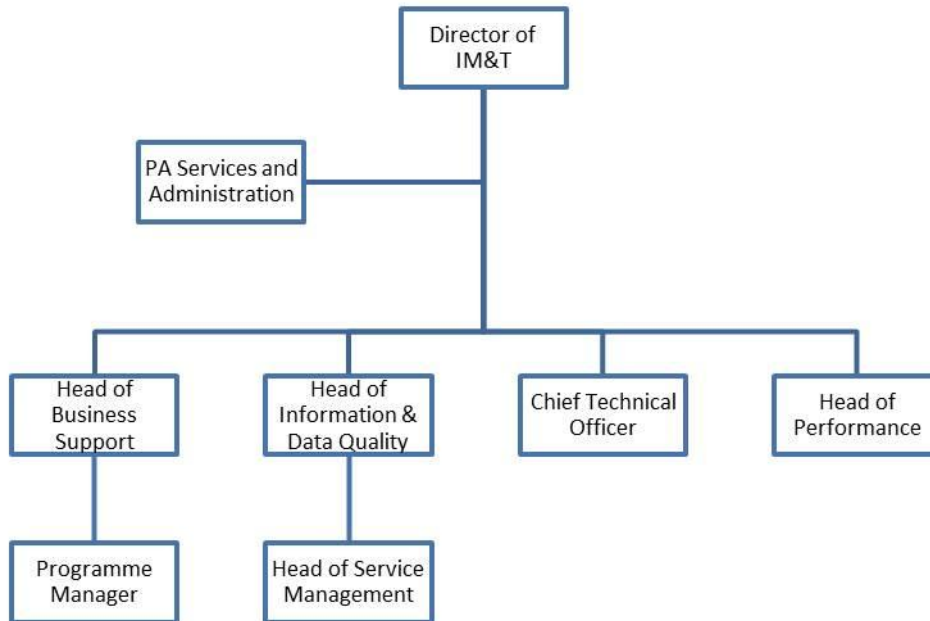 Director of
IM&T
PA Services and
Administration
Head of
Business
Support
Head of
Information &
Data Quality
Chief Technical
Officer
Head of
Performance
Programme
Manager
Head of Service
Management